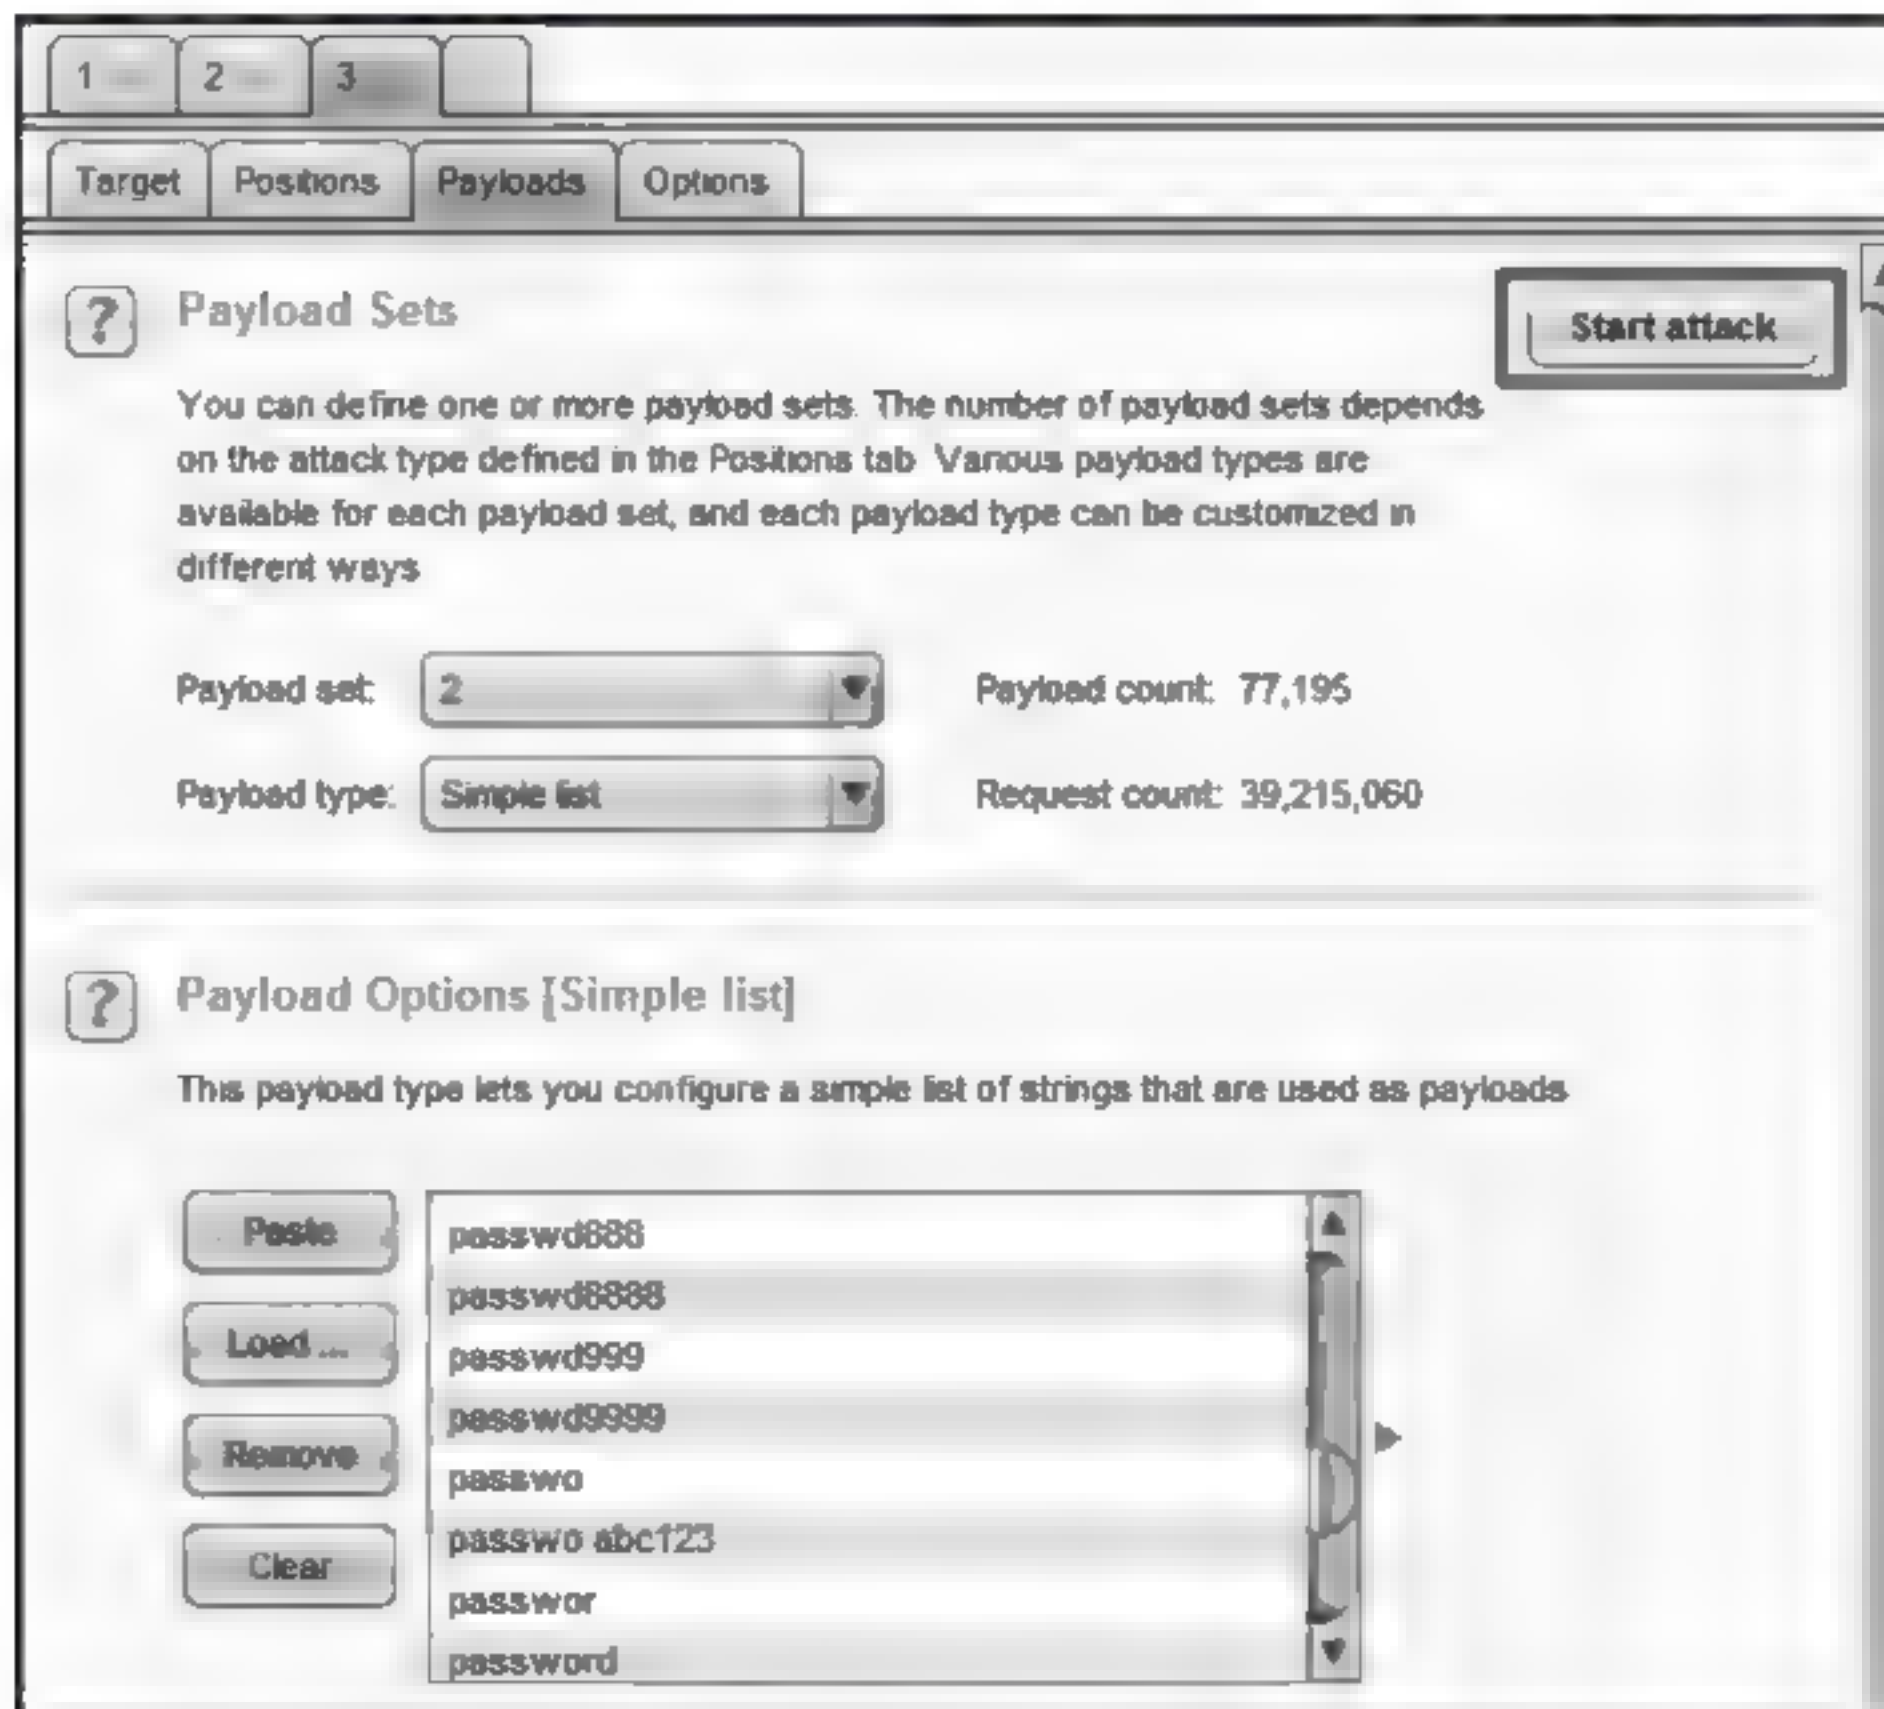 1
2
3
Target
Positions
Payloads
Options
?
Payload Sets
Start attack
You can define one or more payload sets. The number of payload sets depends
on the attack type defined in the Positions tab. Various payload types are
available for each payload set, and each payload type can be customized in
different ways
Payload set: 2
Payload count: 77,195
Payload type: Simple list
Request count: 39,215,060
?
Payload Options [Simple list]
This payload type lets you configure a simple list of strings that are used as payloads
Paste
Load ...
Remove
Clear
passwd888
passwd8888
passwd999
passwd9999
passwo
passwo abc123
passwor
password